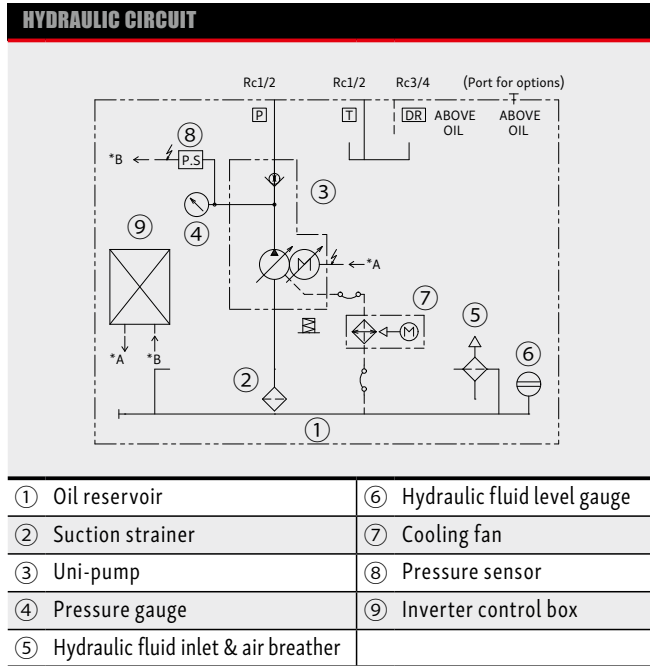 HYDRAULIC CIRCUIT
Rc1/2 Rc1/2 Rc3/4 (Port for options)
P T DR ABOVE OIL ABOVE OIL
⑧
*B P.S
③
④
⑨
M *A
⑦
⑤
M
⑥
*A *B
②
①
① Oil reservoir ⑥ Hydraulic fluid level gauge
② Suction strainer ⑦ Cooling fan
③ Uni-pump ⑧ Pressure sensor
④ Pressure gauge ⑨ Inverter control box
⑤ Hydraulic fluid inlet & air breather